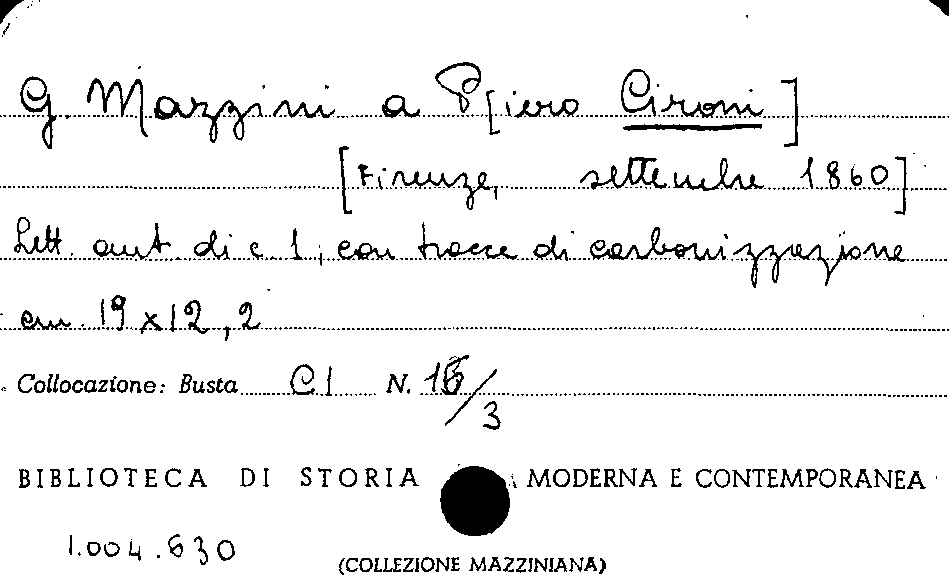 G. Mazzini a P[iero Cironi]
[Firenze, settembre 1860]
Lett. aut. di c. 1, con tracce di carbonizzazione
cm. 19 x 12,2
Collocazione: Busta CI N. 16/3
BIBLIOTECA DI STORIA MODERNA E CONTEMPORANEA
1.004.630
(COLLEZIONE MAZZINIANA)